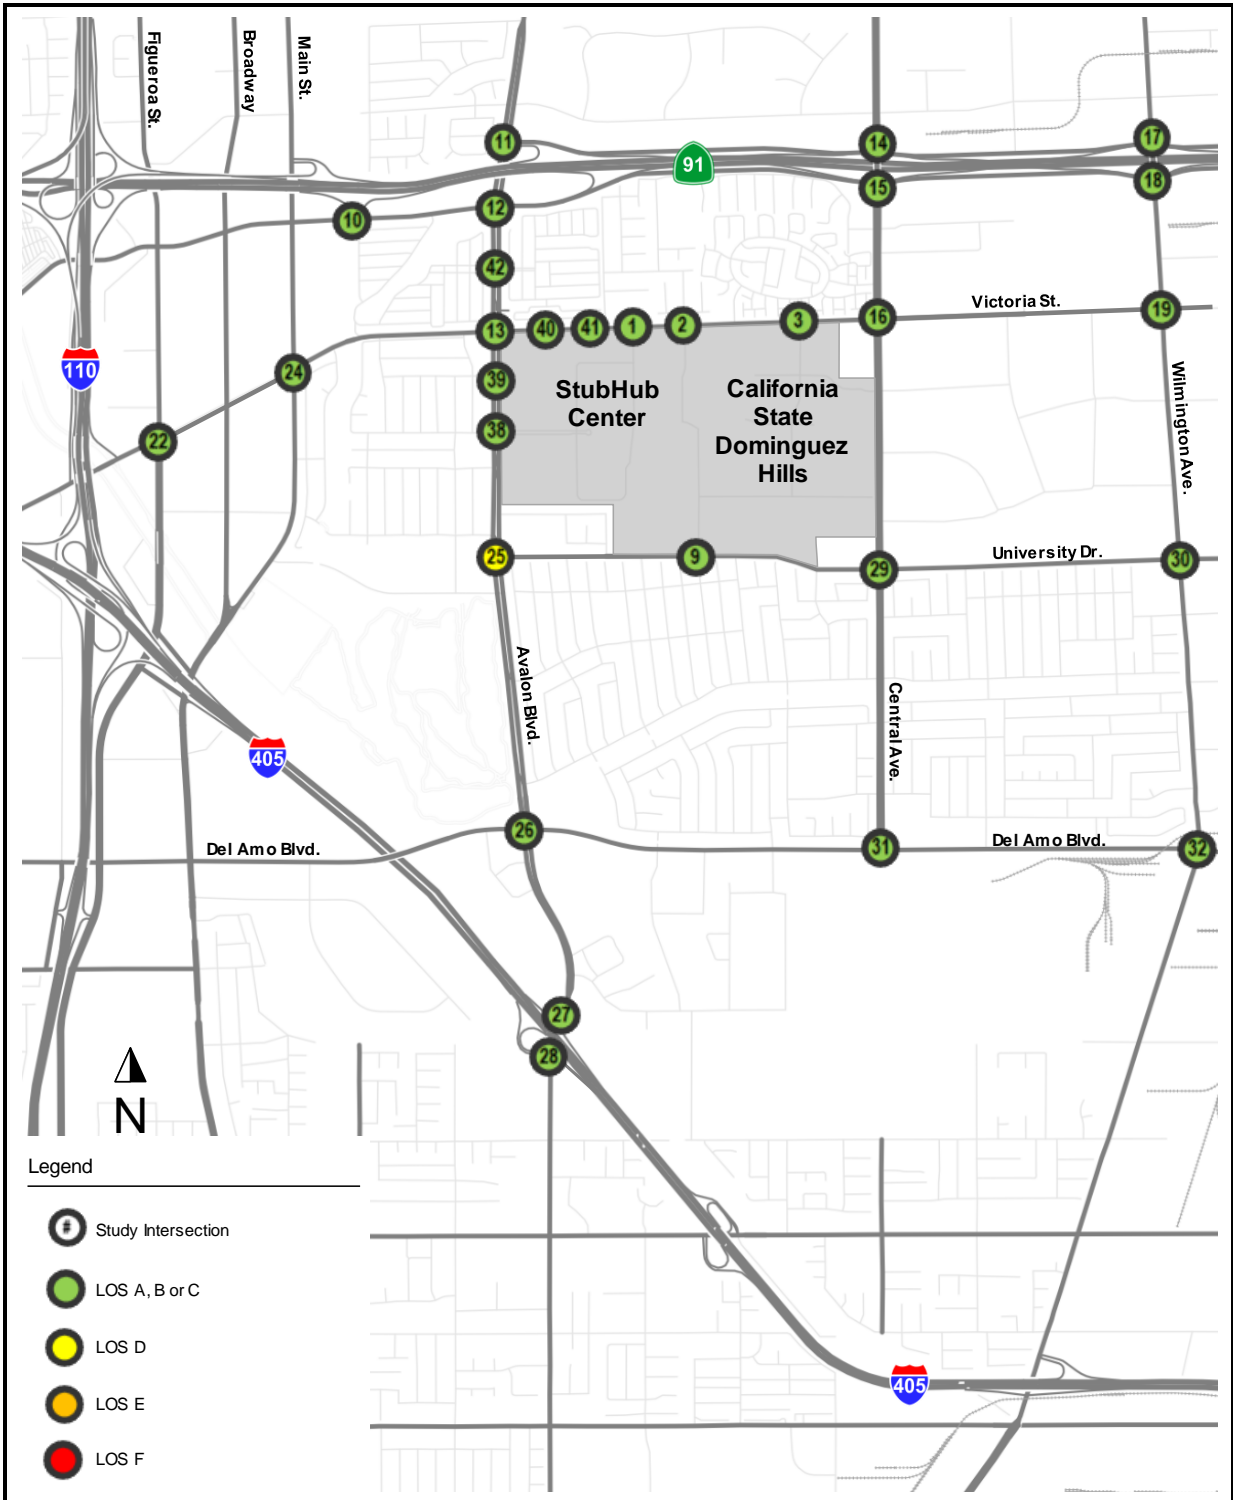 Figueroa St.
Broadway
Main St.
11
14
17
91
15
18
10
12
42
Victoria St.
19
13
40
41
1
2
3
16
110
24
39
StubHub
Center
California
State
Dominguez
Hills
Wilmington Ave.
22
38
25
9
29
University Dr.
30
Avalon Blvd.
Central Ave.
405
26
Del Amo Blvd.
31
Del Amo Blvd.
32
27
28
N
Legend
# Study Intersection
LOS A, B or C
LOS D
LOS E
LOS F
405